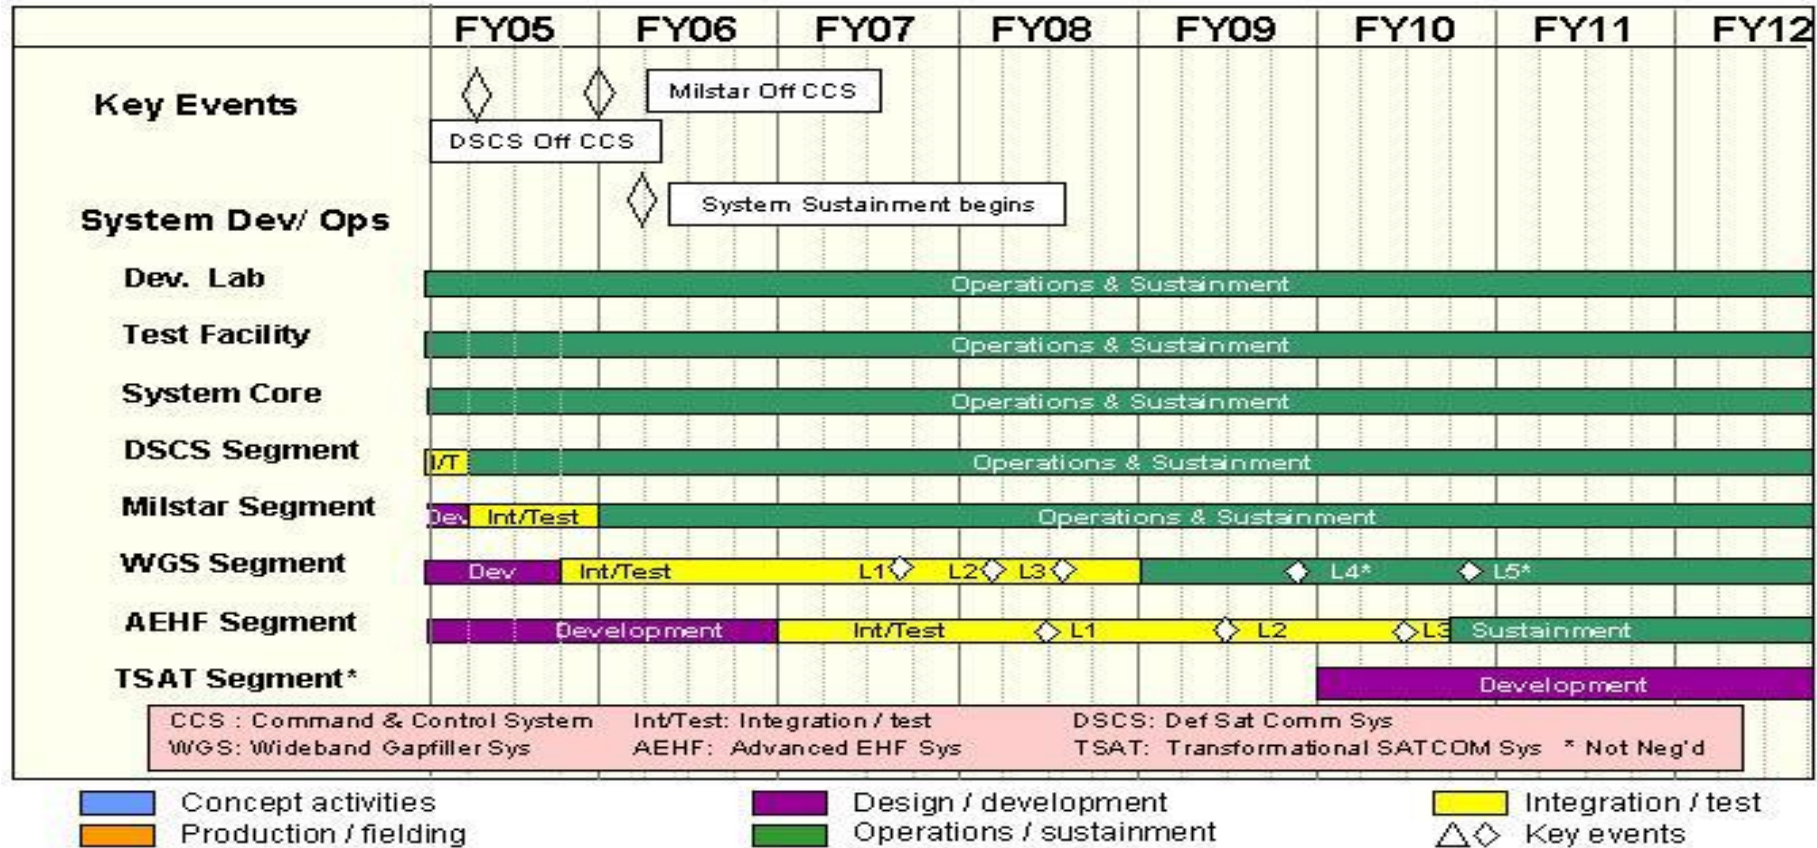 FY05 FY06 FY07 FY08 FY09 FY10 FY11 FY12
Key Events
Milstar Off CCS
DSCS Off CCS
System Sustainment begins
System Dev/ Ops
Dev. Lab Operations & Sustainment
Test Facility Operations & Sustainment
System Core Operations & Sustainment
DSCS Segment I/T Operations & Sustainment
Milstar Segment Dev Int/Test Operations & Sustainment
WGS Segment Dev Int/Test L1 L2 L3 L4* L5*
AEHF Segment Development Int/Test L1 L2 L3 Sustainment
TSAT Segment* Development
CCS : Command & Control System Int/Test: Integration / test DSCS: Def Sat Comm Sys
WGS: Wideband Gapfiller Sys AEHF: Advanced EHF Sys TSAT: Transformational SATCOM Sys * Not Neg'd
Concept activities Design / development Integration / test
Production / fielding Operations / sustainment Key events